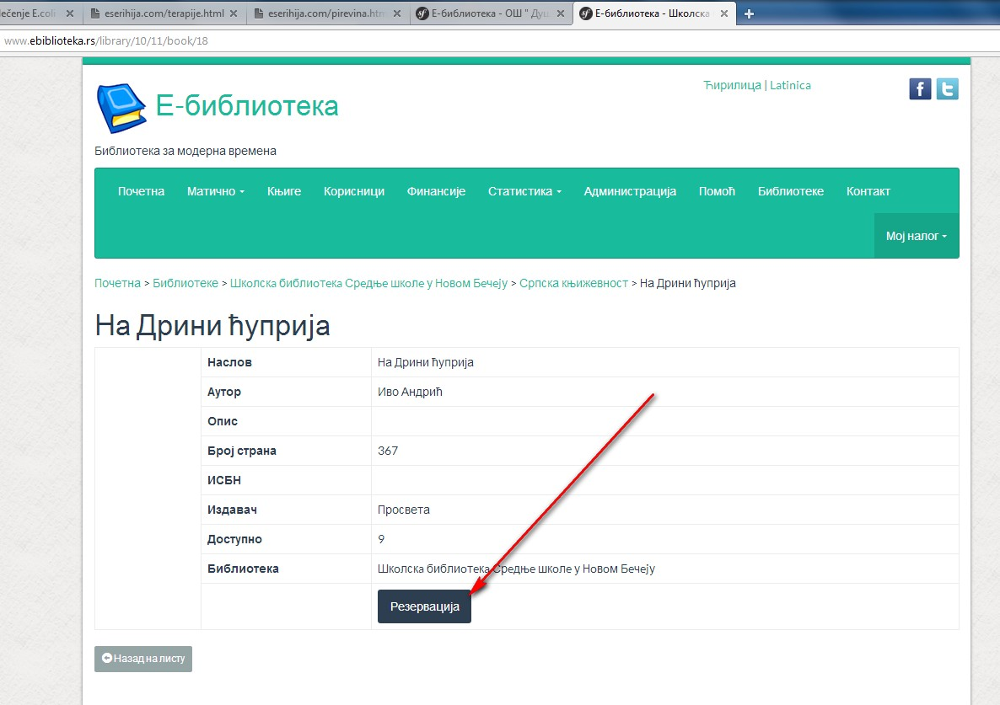 lečenje E.coli
eserihija.com/terapije.html
eserihija.com/pirevina.htm
Е-библиотека - ОШ " Душ
Е-библиотека - Школска
www.ebiblioteka.rs/library/10/11/book/18
Е-библиотека
Ћирилица | Latinica
Библиотека за модерна времена
Почетна Матично Књиге Корисници Финансије Статистика Администрација Помоћ Библиотеке Контакт
Мој налог
Почетна > Библиотеке > Школска библиотека Средње школе у Новом Бечеју > Српска књижевност > На Дрини ћуприја
На Дрини ћуприја
Наслов На Дрини ћуприја
Аутор Иво Андрић
Опис
Број страна 367
ИСБН
Издавач Просвета
Доступно 9
Библиотека Школска библиотека Средње школе у Новом Бечеју
Резервација
Назад на листу